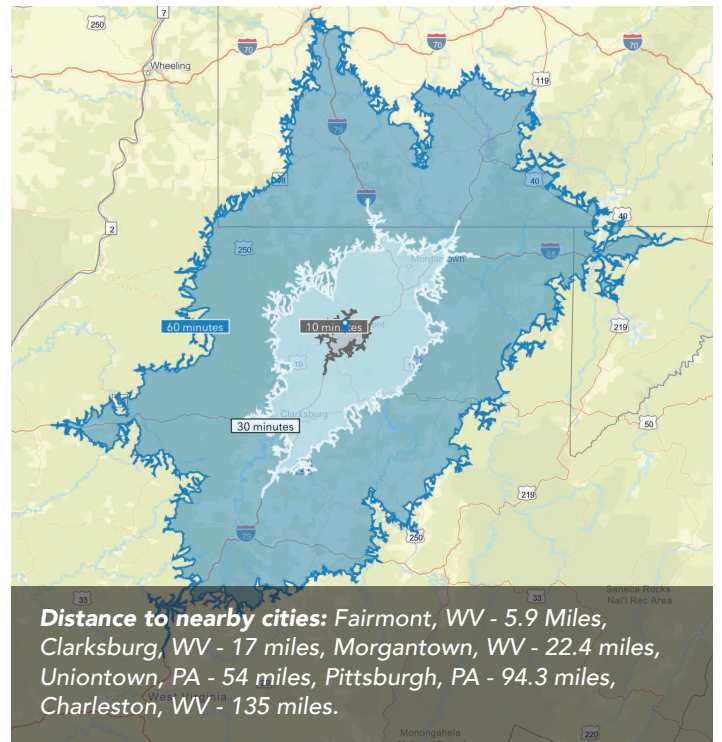 7
250
70
70
70
Wheeling
119
79
40
40
2
250
Morgantown
68
219
60 minutes
10 minutes
19
Clarksburg
50
30 minutes
219
79
250
33
33
Seneca Rocks
Nat'l Rec Area
Distance to nearby cities: Fairmont, WV - 5.9 Miles,
Clarksburg, WV - 17 miles, Morgantown, WV - 22.4 miles,
Uniontown, PA - 54 miles, Pittsburgh, PA - 94.3 miles,
Charleston, WV - 135 miles.
West Virginia
Monongahela
220